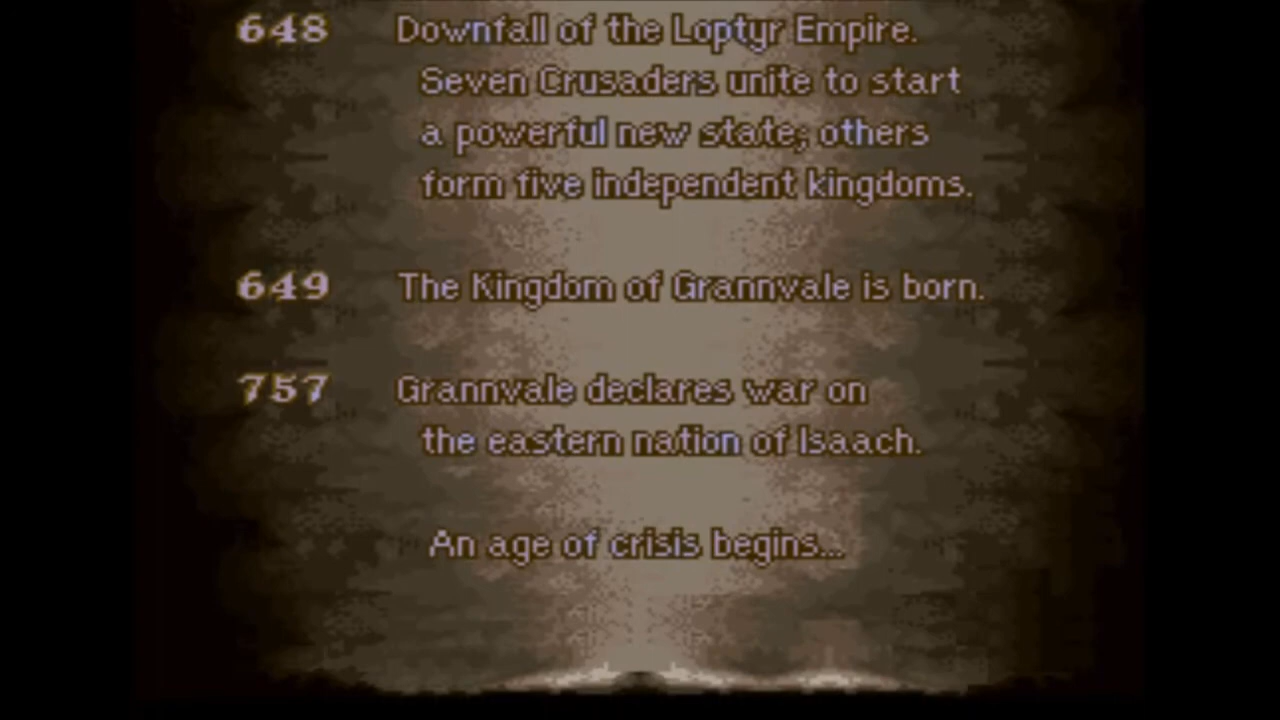 648 Downfall of the Loptyr Empire.
Seven Crusaders unite to start
a powerful new state; others
form five independent kingdoms.
649 The Kingdom of Grannvale is born.
757 Grannvale declares war on
the eastern nation of Isaach.
An age of crisis begins...